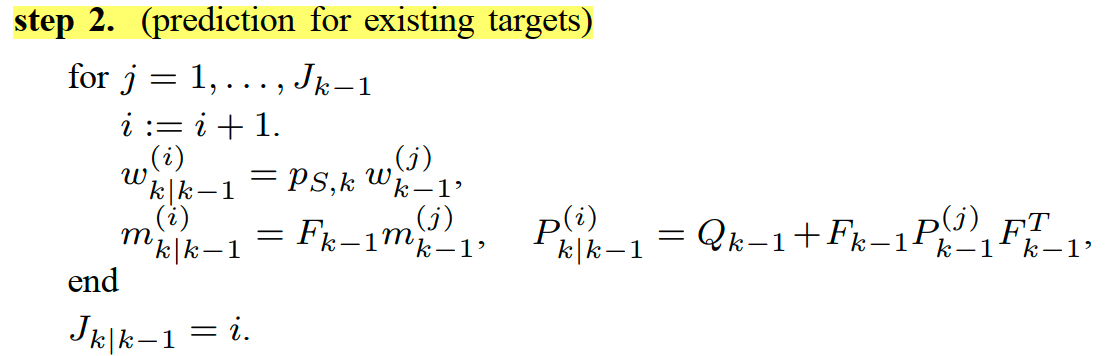 step 2. (prediction for existing targets)
for $j = 1, \ldots, J_{k-1}$
$i := i + 1.$
$w_{k|k-1}^{(i)} = p_{S,k}\, w_{k-1}^{(j)},$
$m_{k|k-1}^{(i)} = F_{k-1} m_{k-1}^{(j)}, \quad P_{k|k-1}^{(i)} = Q_{k-1} + F_{k-1} P_{k-1}^{(j)} F_{k-1}^{T},$
end
$J_{k|k-1} = i.$